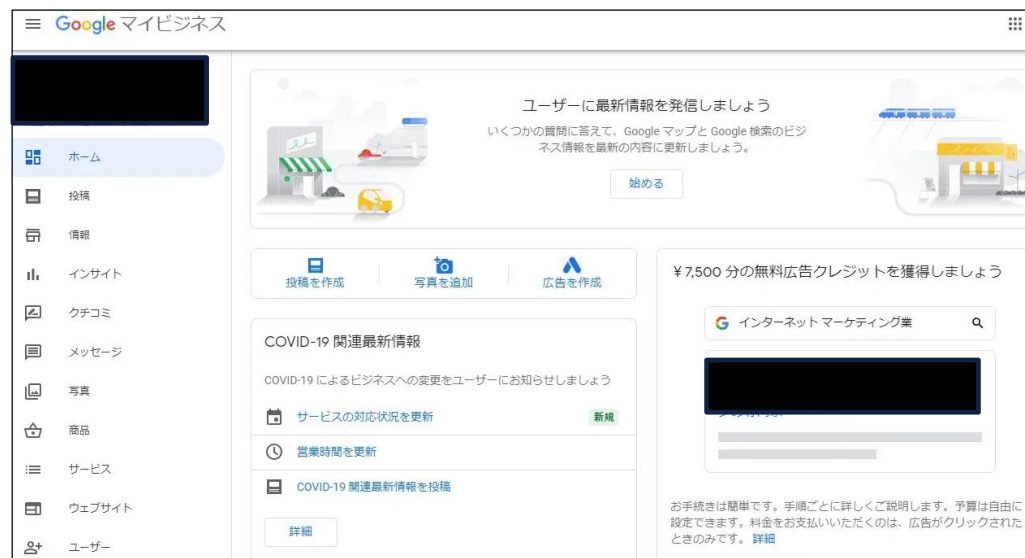 Google マイビジネス
ホーム
投稿
情報
インサイト
クチコミ
メッセージ
写真
商品
サービス
ウェブサイト
ユーザー
ユーザーに最新情報を発信しましょう
いくつかの質問に答えて、Google マップと Google 検索のビジ
ネス情報を最新の内容に更新しましょう。
始める
投稿を作成
写真を追加
広告を作成
COVID-19 関連最新情報
COVID-19 によるビジネスへの変更をユーザーにお知らせしましょう
サービスの対応状況を更新
新規
営業時間を更新
COVID-19 関連最新情報を投稿
詳細
¥7,500 分の無料広告クレジットを獲得しましょう
インターネット マーケティング業
お手続きは簡単です。手順ごとに詳しくご説明します。予算は自由に
設定できます。料金をお支払いいただくのは、広告がクリックされた
ときのみです。 詳細